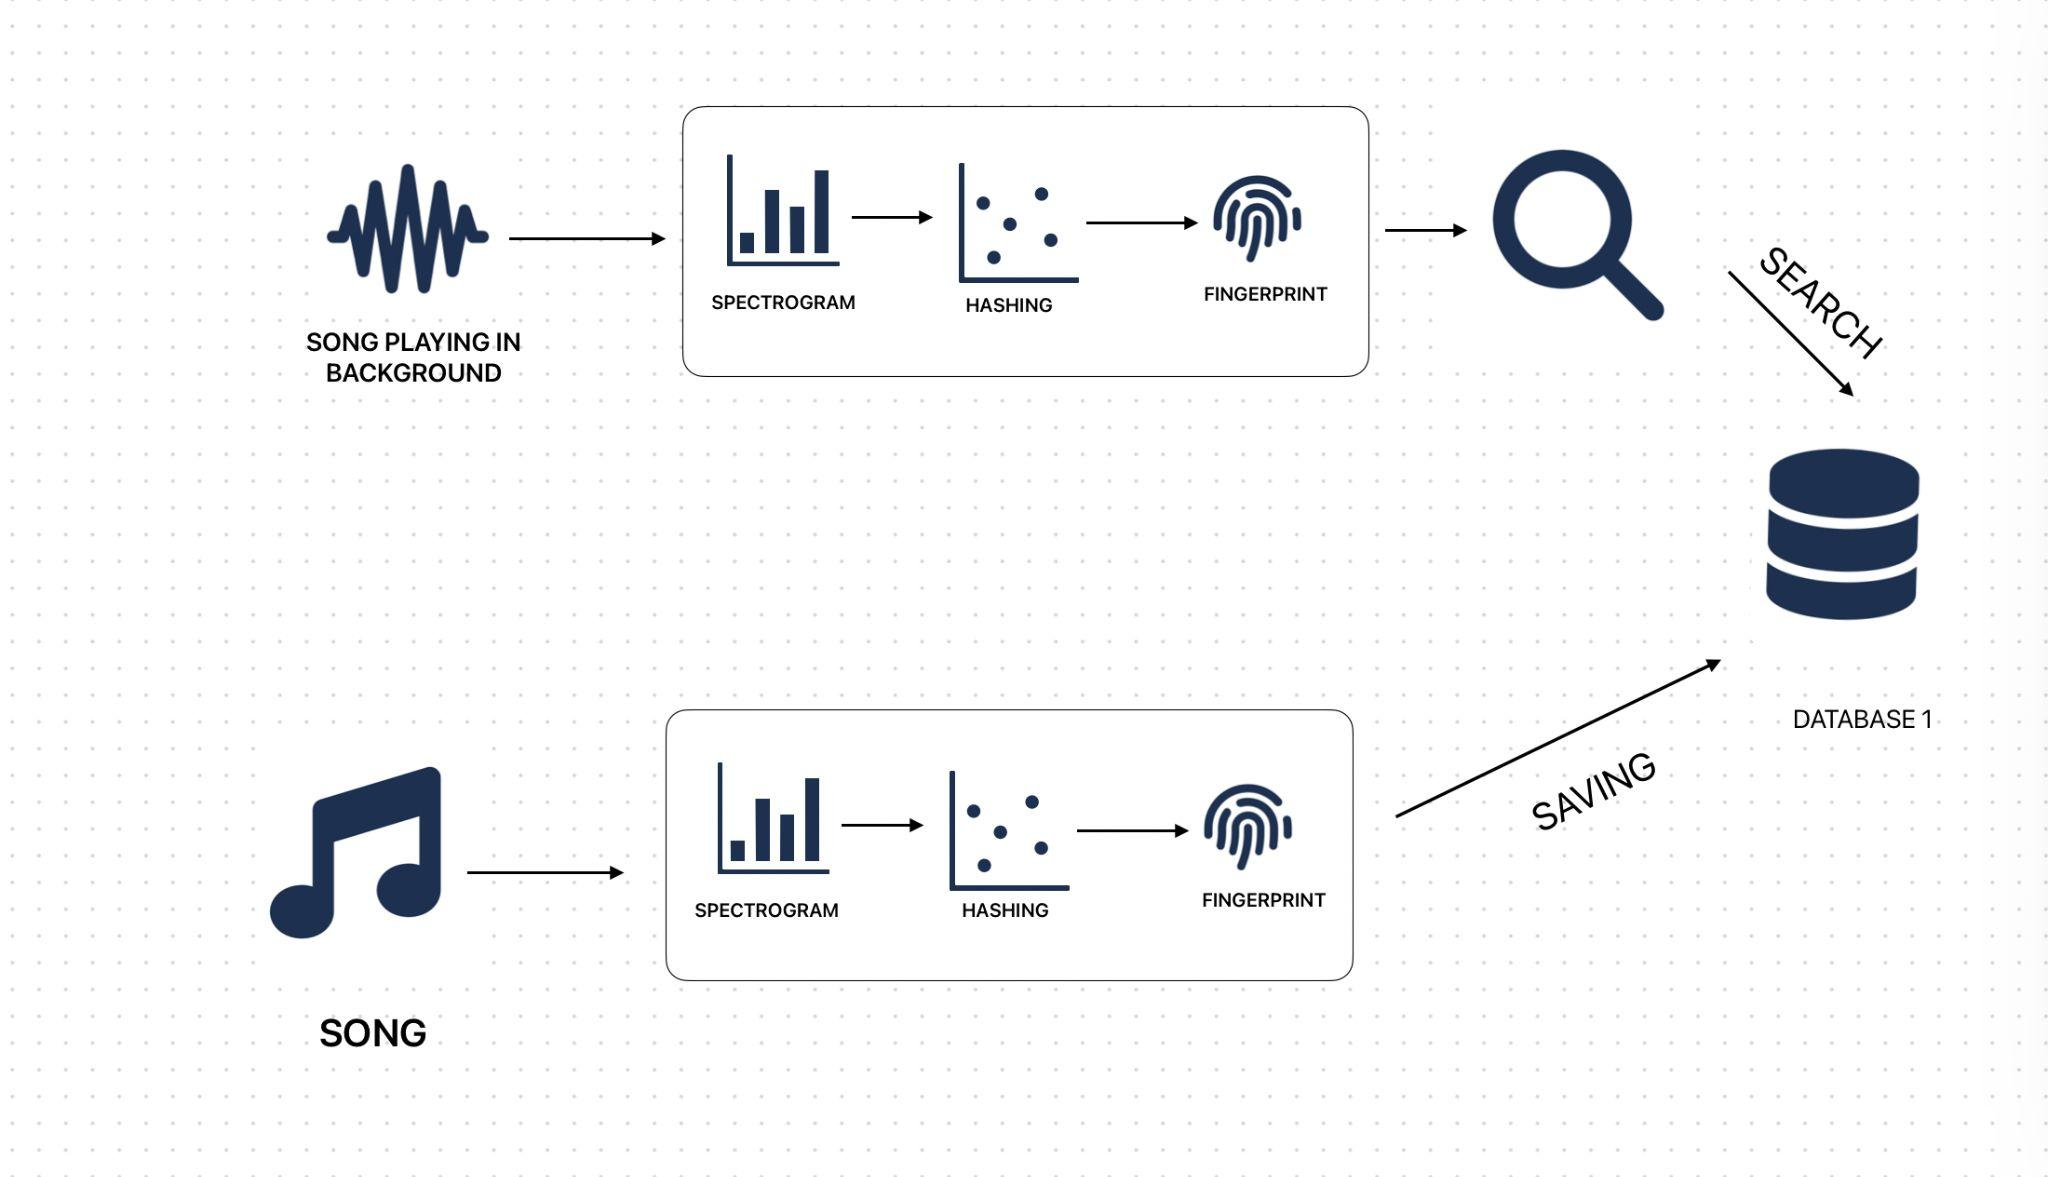 SPECTROGRAM
HASHING
FINGERPRINT
SONG PLAYING IN
BACKGROUND
SEARCH
DATABASE 1
SAVING
SPECTROGRAM
HASHING
FINGERPRINT
SONG